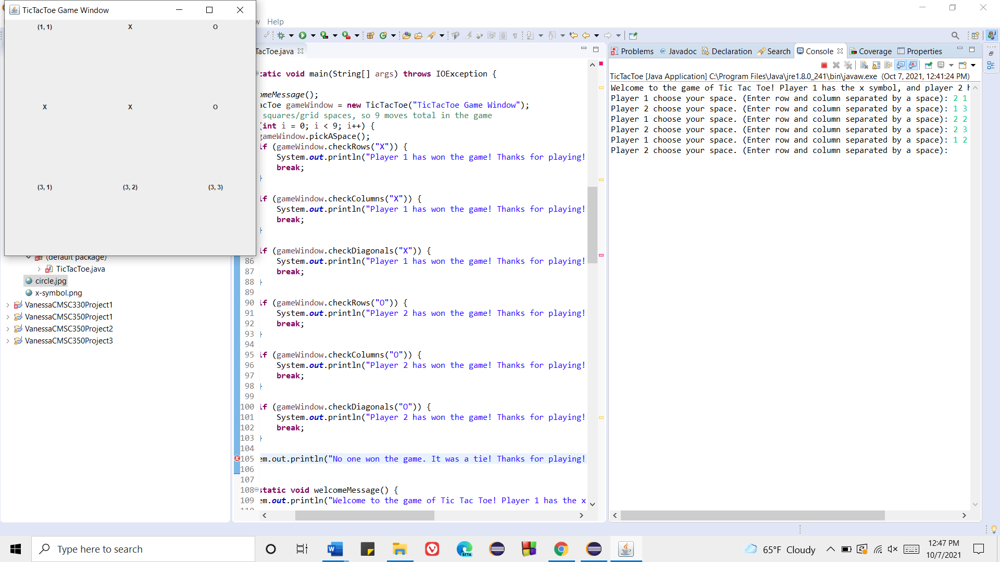 TicTacToe Game Window
(1, 1) X O
X X O
(3, 1) (3, 2) (3, 3)
Help
TacToe.java
tatic void main(String[] args) throws IOException {
omeMessage();
acToe gameWindow = new TicTacToe("TicTacToe Game Window");
squares/grid spaces, so 9 moves total in the game
(int i = 0; i < 9; i++) {
gameWindow.pickASpace();
if (gameWindow.checkRows("X")) {
System.out.println("Player 1 has won the game! Thanks for playing!
break;
}
if (gameWindow.checkColumns("X")) {
System.out.println("Player 1 has won the game! Thanks for playing!
break;
}
if (gameWindow.checkDiagonals("X")) {
86 System.out.println("Player 1 has won the game! Thanks for playing!
87 break;
88 }
89
90 if (gameWindow.checkRows("O")) {
91 System.out.println("Player 2 has won the game! Thanks for playing!
92 break;
93 }
94
95 if (gameWindow.checkColumns("O")) {
96 System.out.println("Player 2 has won the game! Thanks for playing!
97 break;
98 }
99
100 if (gameWindow.checkDiagonals("O")) {
101 System.out.println("Player 2 has won the game! Thanks for playing!
102 break;
103 }
104
105 em.out.println("No one won the game. It was a tie! Thanks for playing!
106
107
108 static void welcomeMessage() {
109 em.out.println("Welcome to the game of Tic Tac Toe! Player 1 has the x
(default package)
TicTacToe.java
circle.jpg
x-symbol.png
VanessaCMSC330Project1
VanessaCMSC350Project1
VanessaCMSC350Project2
VanessaCMSC350Project3
Problems @ Javadoc Declaration Search Console Coverage Properties
TicTacToe [Java Application] C:\Program Files\Java\jre1.8.0_241\bin\javaw.exe (Oct 7, 2021, 12:41:24 PM)
Welcome to the game of Tic Tac Toe! Player 1 has the x symbol, and player 2 h
Player 1 choose your space. (Enter row and column separated by a space): 2 1
Player 2 choose your space. (Enter row and column separated by a space): 1 3
Player 1 choose your space. (Enter row and column separated by a space): 2 2
Player 2 choose your space. (Enter row and column separated by a space): 2 3
Player 1 choose your space. (Enter row and column separated by a space): 1 2
Player 2 choose your space. (Enter row and column separated by a space):
Type here to search
W
BETA
65°F Cloudy
12:47 PM
10/7/2021